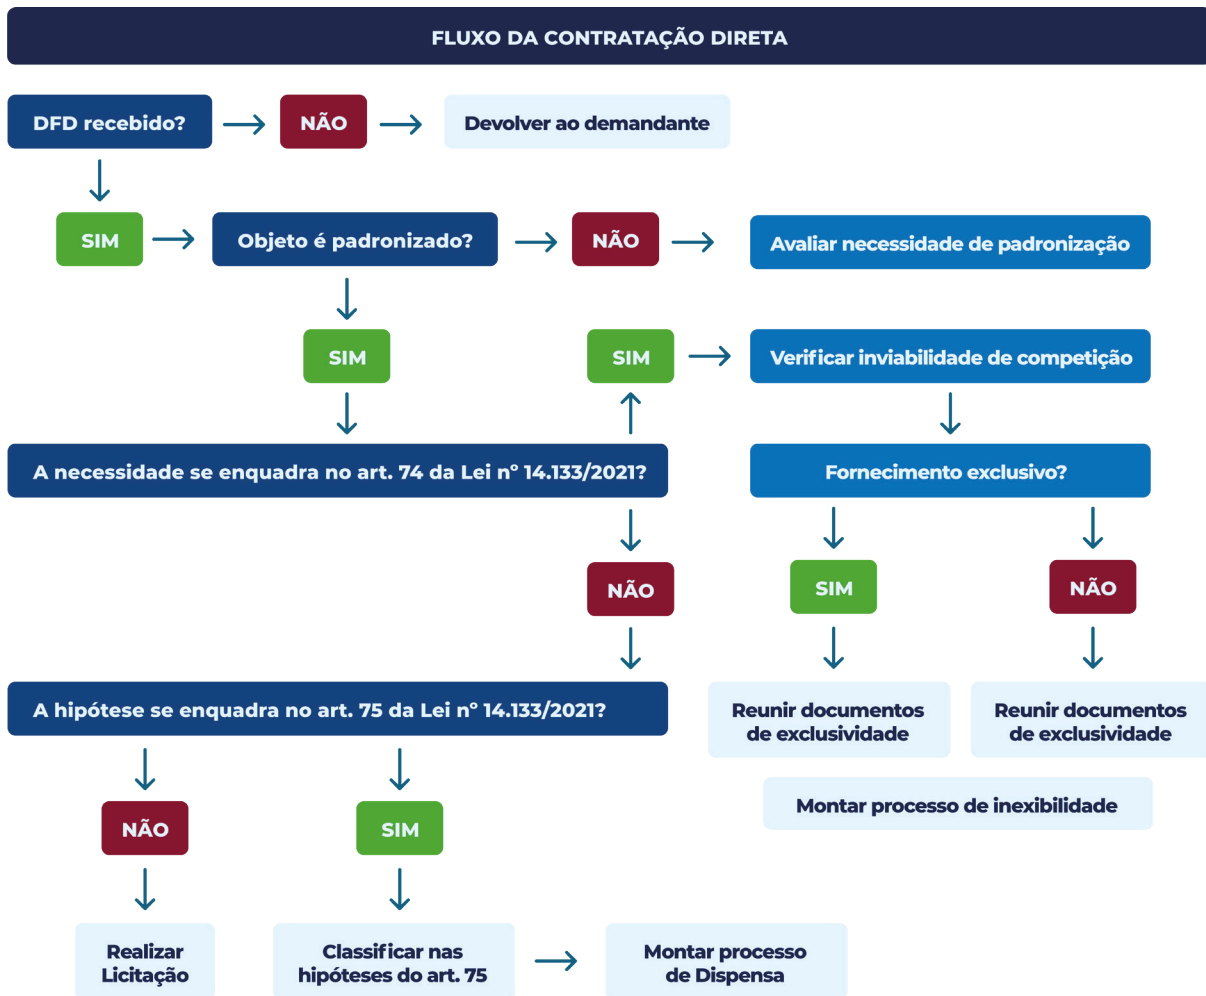 FLUXO DA CONTRATAÇÃO DIRETA
DFD recebido?
NÃO
Devolver ao demandante
SIM
Objeto é padronizado?
NÃO
Avaliar necessidade de padronização
SIM
SIM
Verificar inviabilidade de competição
A necessidade se enquadra no art. 74 da Lei nº 14.133/2021?
Fornecimento exclusivo?
NÃO
SIM
NÃO
A hipótese se enquadra no art. 75 da Lei nº 14.133/2021?
Reunir documentos
de exclusividade
Reunir documentos
de exclusividade
Montar processo de inexibilidade
NÃO
SIM
Realizar
Licitação
Classificar nas
hipóteses do art. 75
Montar processo
de Dispensa